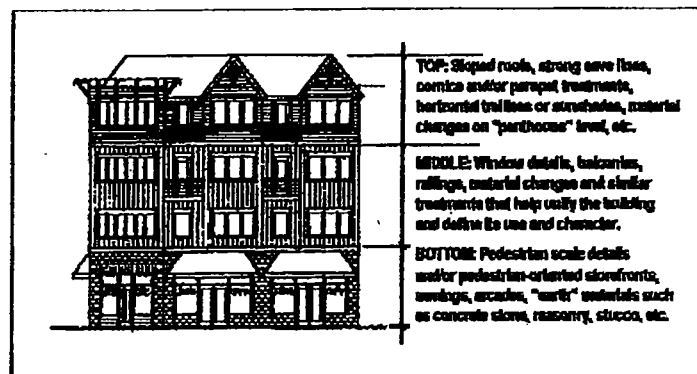 TOP: Sloped roofs, strong eave lines,
cornice and/or parapet treatments,
horizontal trellises or sunshades, material
changes on "penthouse" level, etc.
MIDDLE: Window details, balconies,
railings, material changes and similar
treatments that help unify the building
and define its use and character.
BOTTOM: Pedestrian scale details
and/or pedestrian-oriented storefronts,
awnings, arcades, "earth" materials such
as concrete stone, masonry, stucco, etc.